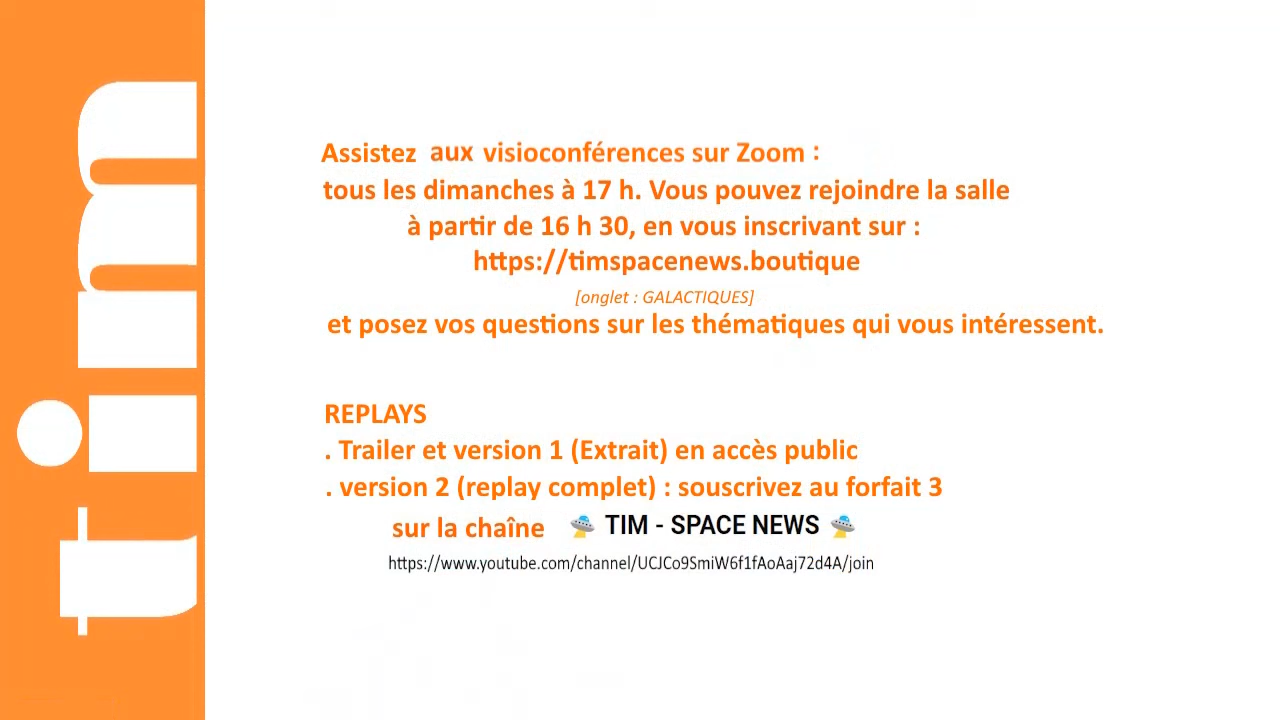 tim
Assistez aux visioconférences sur Zoom :
tous les dimanches à 17 h. Vous pouvez rejoindre la salle
à partir de 16 h 30, en vous inscrivant sur :
https://timspacenews.boutique
[onglet : GALACTIQUES]
et posez vos questions sur les thématiques qui vous intéressent.
REPLAYS
. Trailer et version 1 (Extrait) en accès public
. version 2 (replay complet) : souscrivez au forfait 3
sur la chaîne 🛸 TIM - SPACE NEWS 🛸
https://www.youtube.com/channel/UCJCo9SmiW6f1fAoAaj72d4A/join